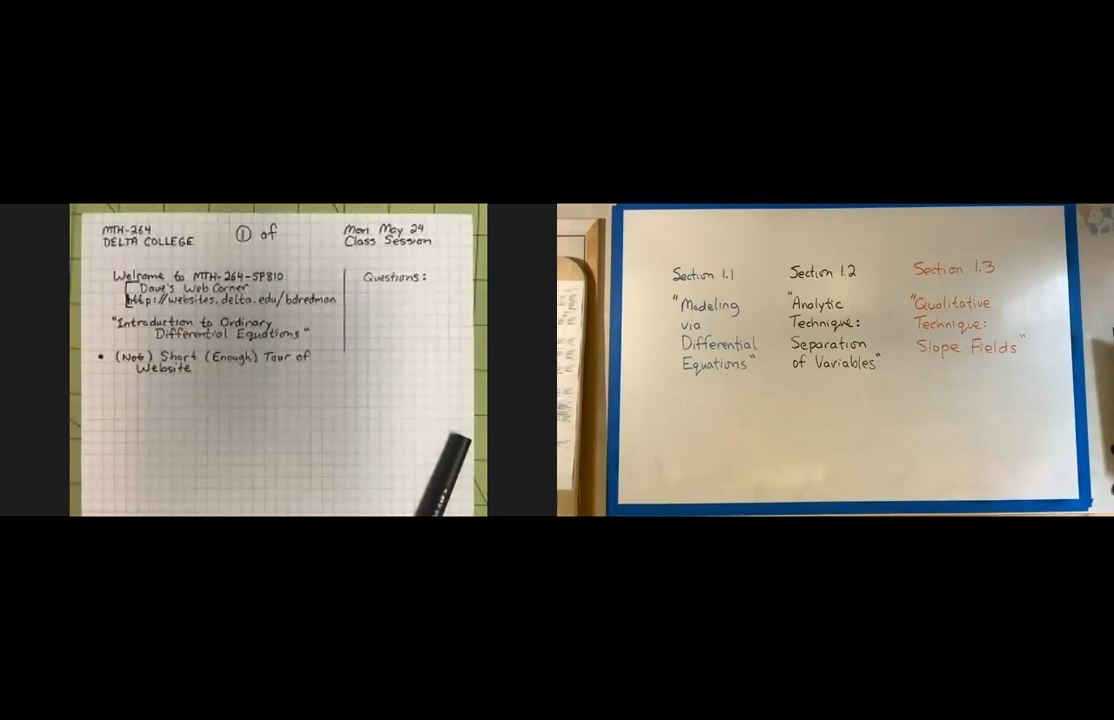 MTH-264
DELTA COLLEGE
① of
Mon May 24
Class Session
Welcome to MTH-264-SP810
Dave's Web Corner
http://websites.delta.edu/bdredman
"Introduction to Ordinary
Differential Equations"
• (Not) Short (Enough) Tour of
Website
Questions:
Section 1.1
"Modeling
via
Differential
Equations"
Section 1.2
"Analytic
Technique:
Separation
of Variables"
Section 1.3
"Qualitative
Technique:
Slope Fields"